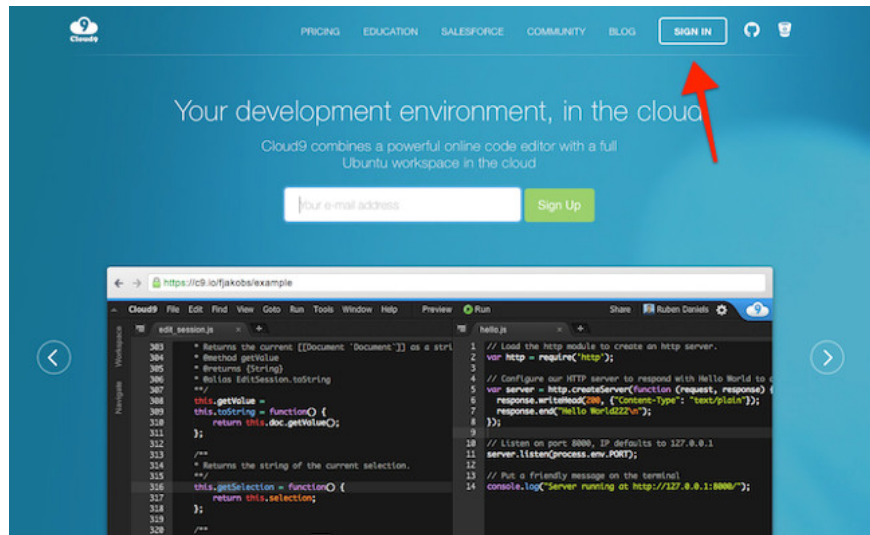 Cloud9
PRICING EDUCATION SALESFORCE COMMUNITY BLOG SIGN IN
Your development environment, in the cloud
Cloud9 combines a powerful online code editor with a full
Ubuntu workspace in the cloud
Your e-mail address
Sign Up
https://c9.io/fjakobs/example
Cloud9 File Edit Find View Goto Run Tools Window Help Preview Run Share Ruben Daniels
Workspace
Navigate
edit_session.js
303 * Returns the current [[Document `Document`]] as a stri
304 * @method getValue
305 * @returns {String}
306 * @alias EditSession.toString
307 **/
308 this.getValue =
309 this.toString = function() {
310 return this.doc.getValue();
311 };
312
313 /**
314 * Returns the string of the current selection.
315 **/
316 this.getSelection = function() {
317 return this.selection;
318 };
319
320 /**
hello.js
1 // Load the http module to create an http server.
2 var http = require('http');
3
4 // Configure our HTTP server to respond with Hello World to
5 var server = http.createServer(function (request, response) {
6 response.writeHead(200, {"Content-Type": "text/plain"});
7 response.end("Hello World222\n");
8 });
9
10 // Listen on port 8000, IP defaults to 127.0.0.1
11 server.listen(process.env.PORT);
12
13 // Put a friendly message on the terminal
14 console.log("Server running at http://127.0.0.1:8000/");